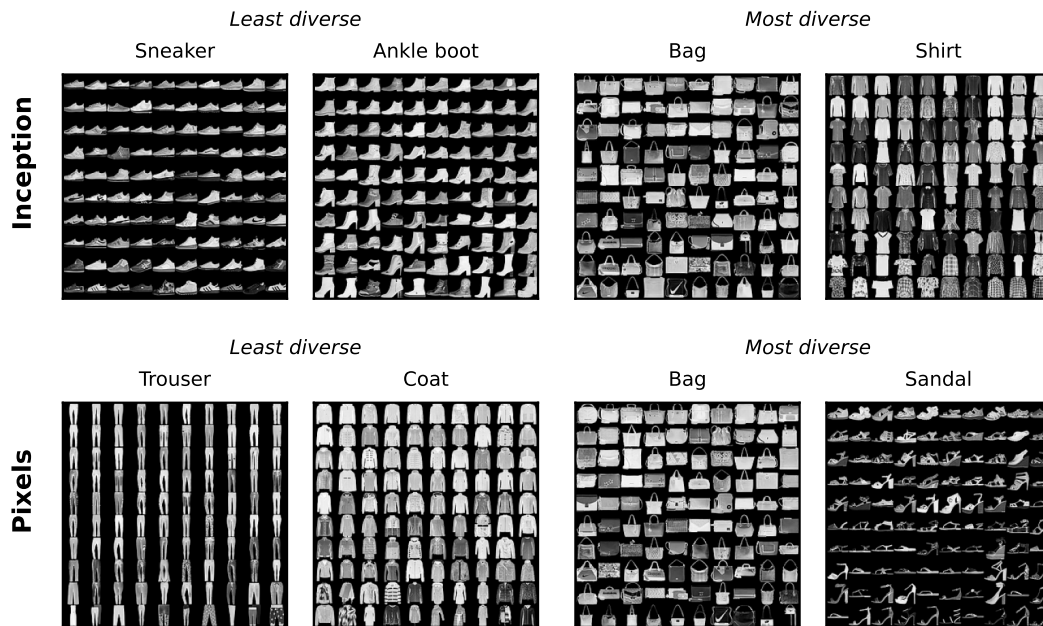 Least diverse
Most diverse
Sneaker
Ankle boot
Bag
Shirt
Inception
Least diverse
Most diverse
Trouser
Coat
Bag
Sandal
Pixels